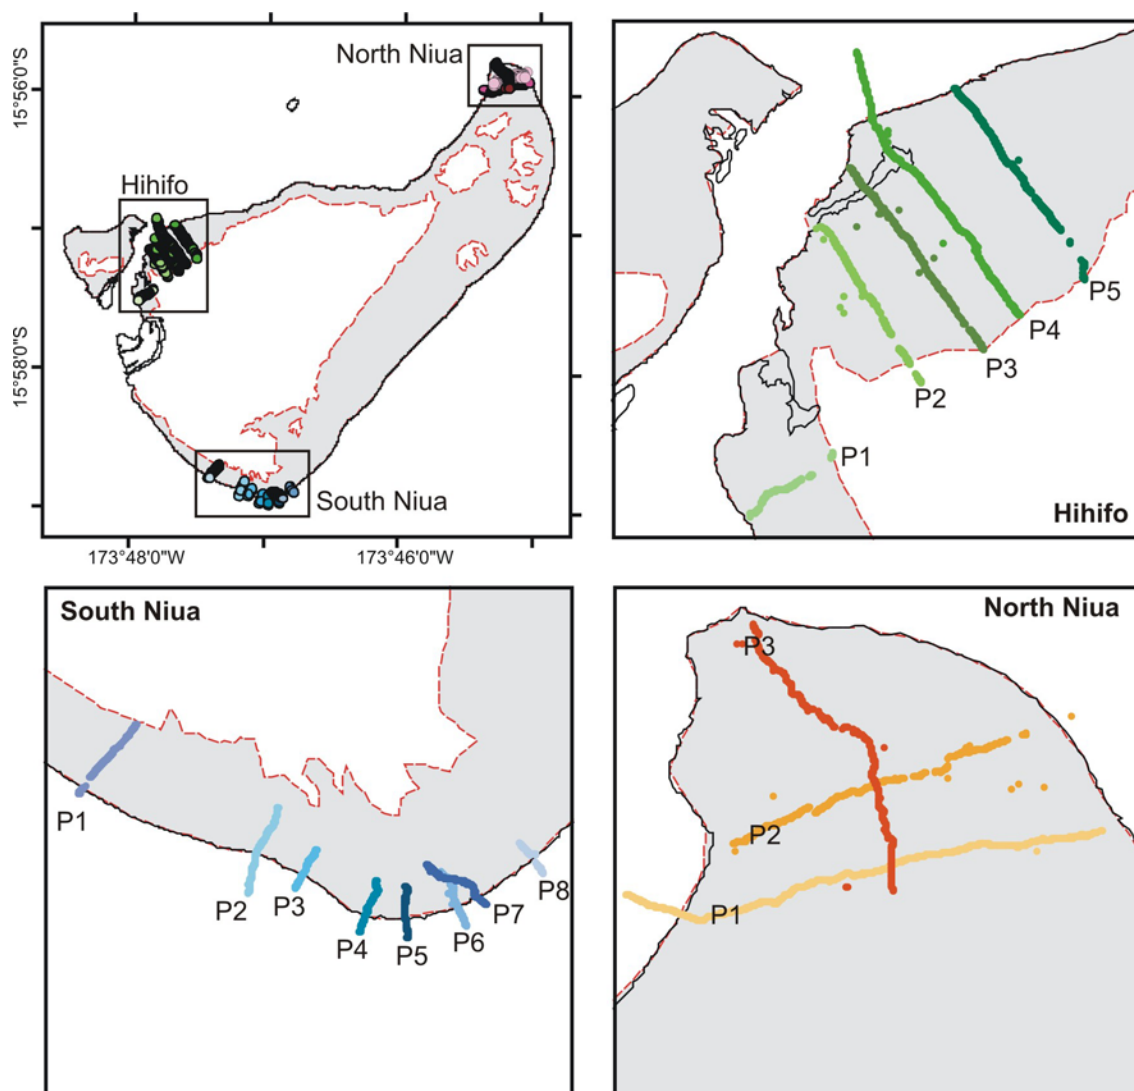 North Niua
Hihifo
South Niua
15°56'0"S
15°58'0"S
173°48'0"W
173°46'0"W
P5
P4
P3
P2
P1
Hihifo
South Niua
P1
P2
P3
P4
P5
P6
P7
P8
North Niua
P3
P2
P1